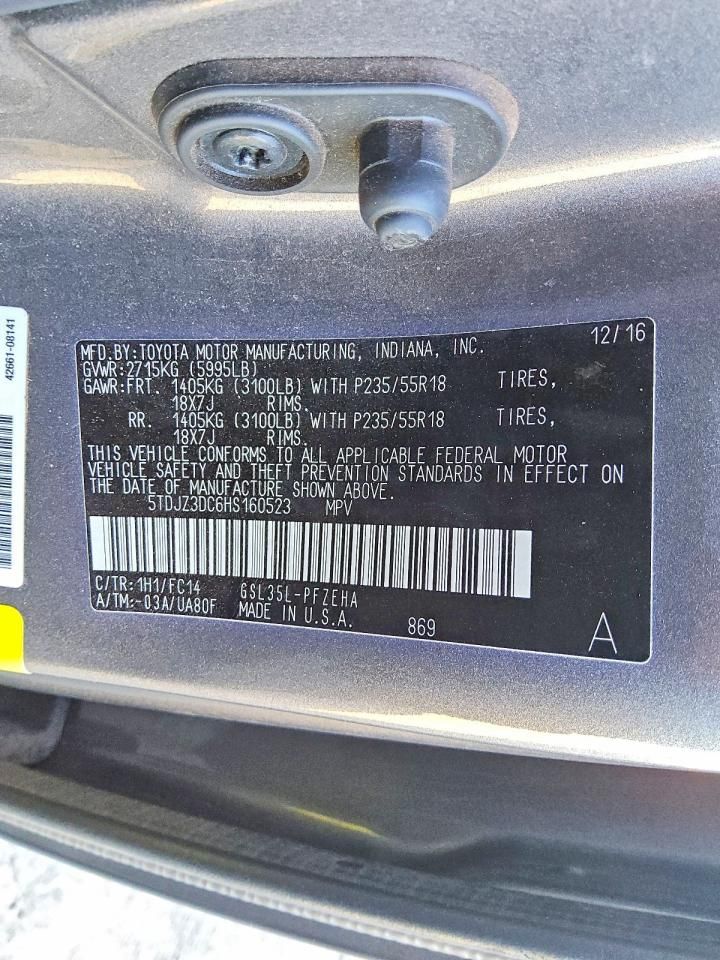 42661-08141
MFD.BY:TOYOTA MOTOR MANUFACTURING, INDIANA, INC. 12/16
GVWR:2715KG (5995LB)
GAWR:FRT. 1405KG (3100LB) WITH P235/55R18 TIRES,
18X7J RIMS.
RR. 1405KG (3100LB) WITH P235/55R18 TIRES,
18X7J RIMS.
THIS VEHICLE CONFORMS TO ALL APPLICABLE FEDERAL MOTOR
VEHICLE SAFETY AND THEFT PREVENTION STANDARDS IN EFFECT ON
THE DATE OF MANUFACTURE SHOWN ABOVE.
5TDJZ3DC6HS160523 MPV
C/TR:1H1/FC14 GSL35L-PFZEHA
A/TM:-03A/UA80F MADE IN U.S.A. 869 A